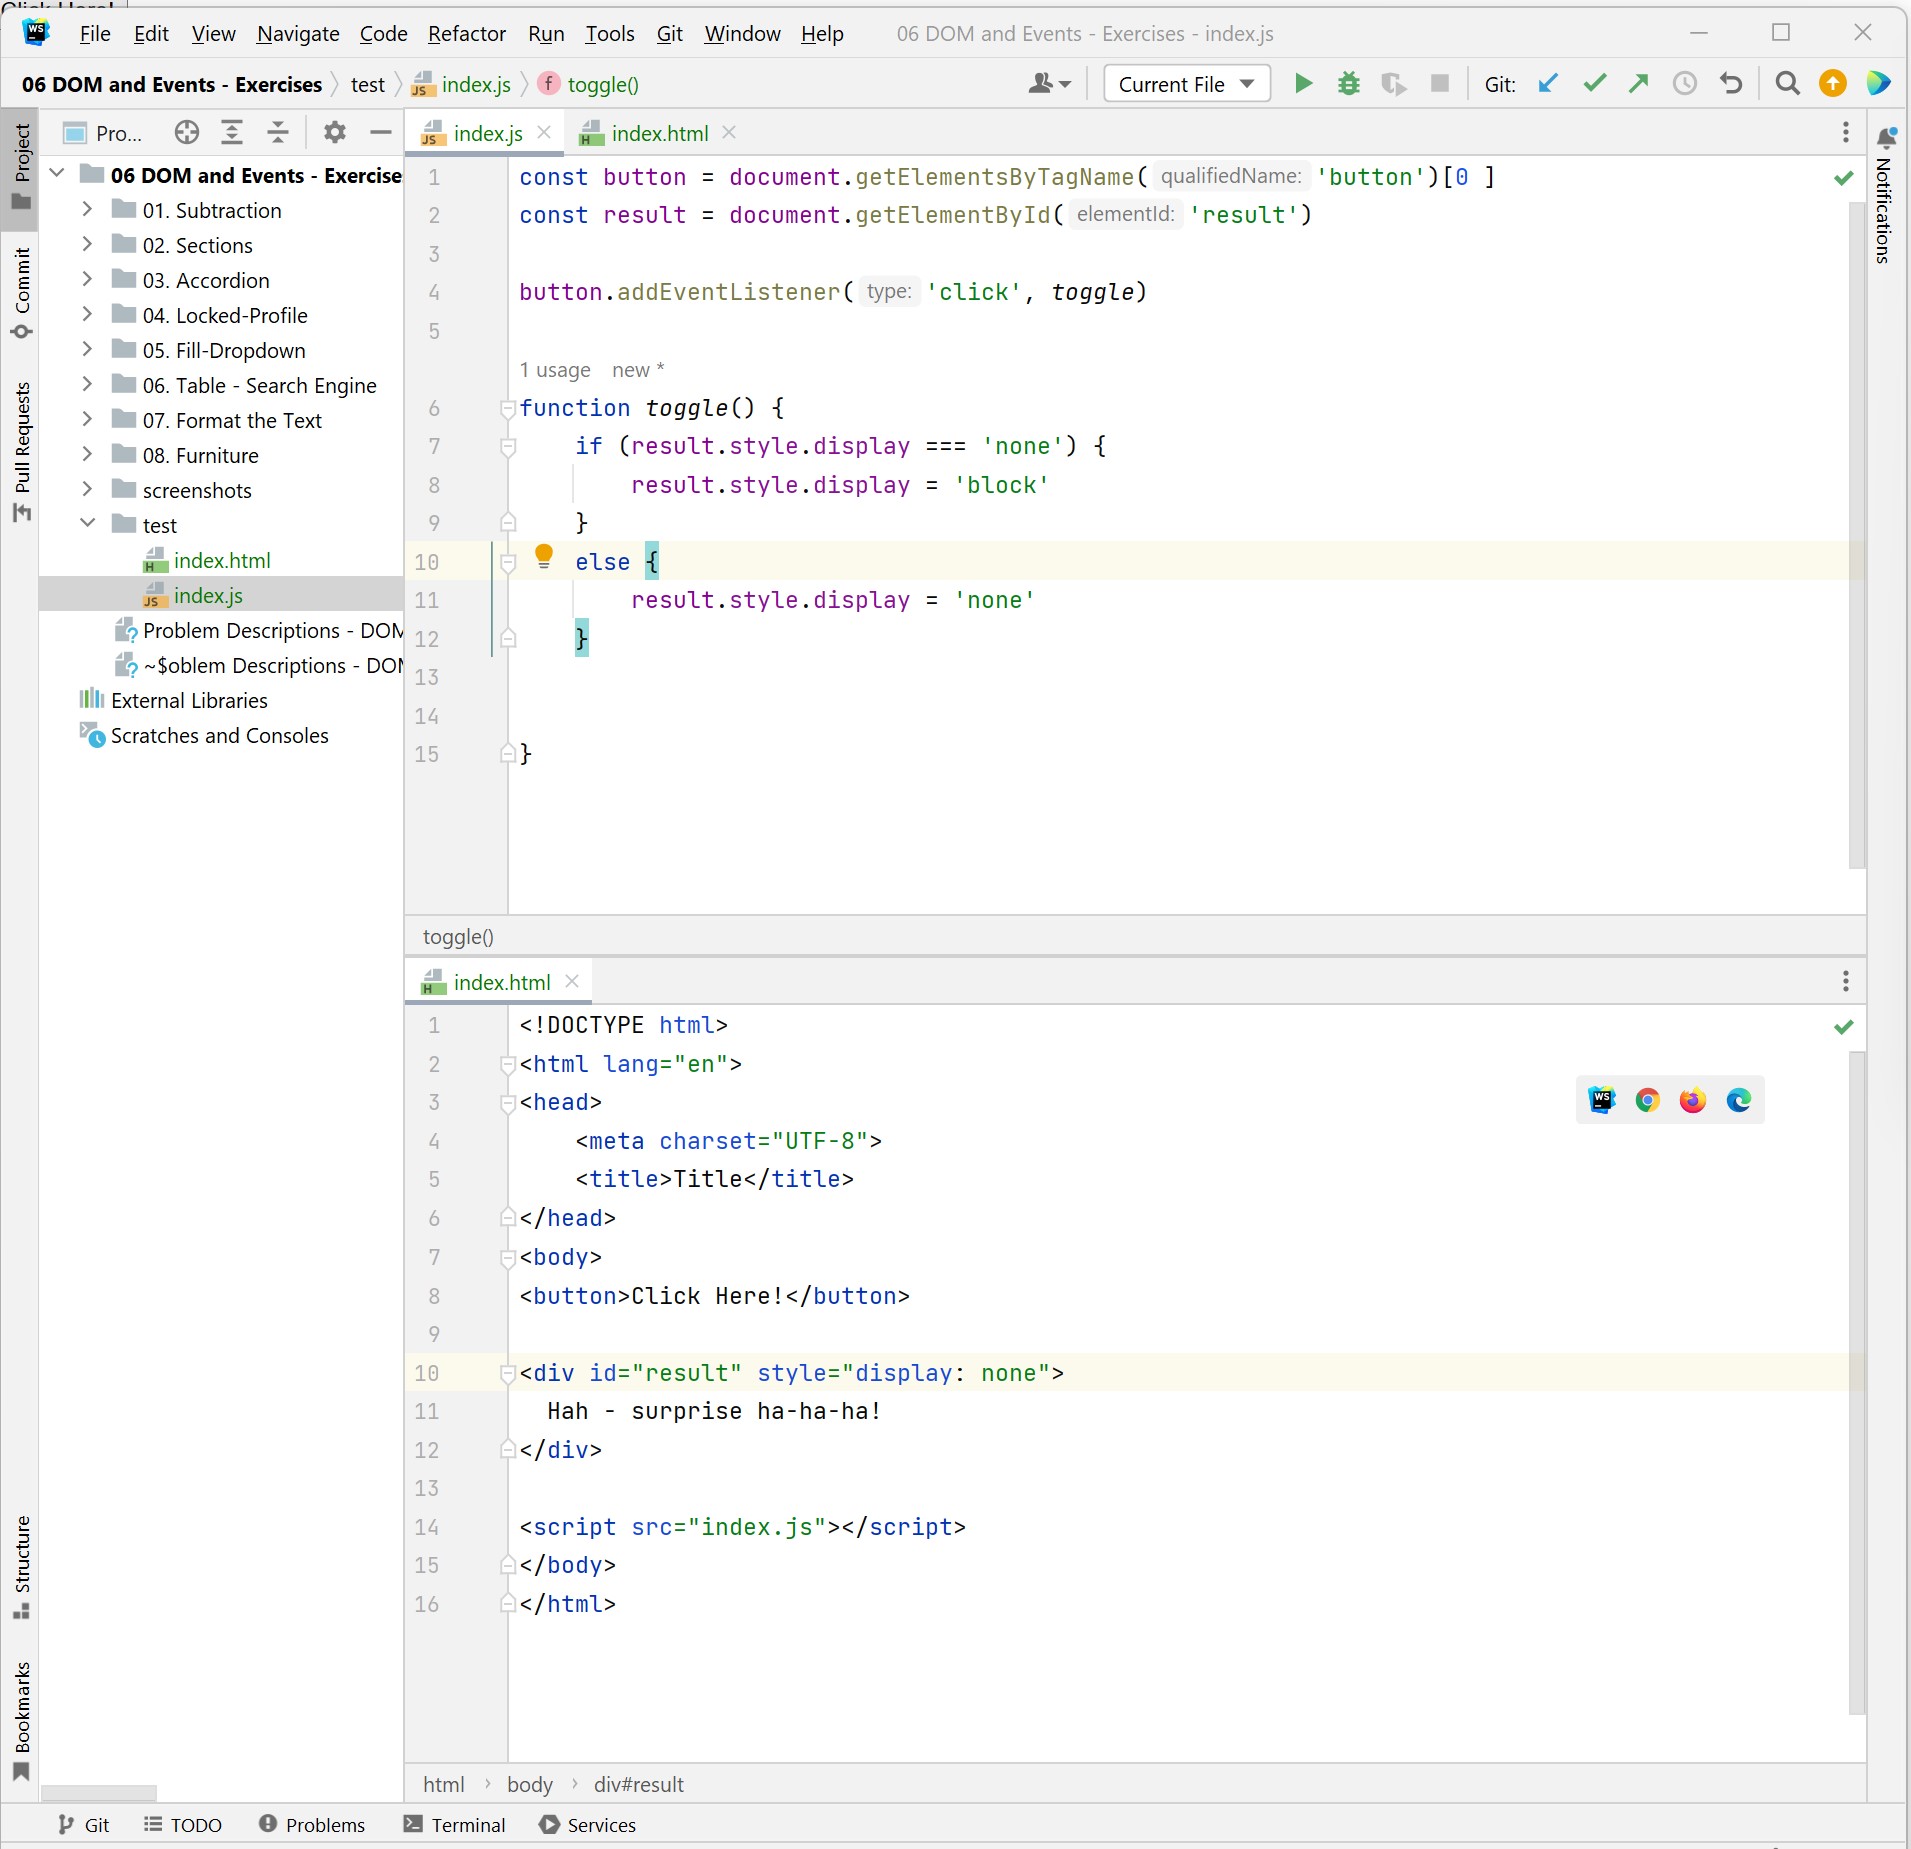 File Edit View Navigate Code Refactor Run Tools Git Window Help 06 DOM and Events - Exercises - index.js
06 DOM and Events - Exercises test index.js toggle() Current File Git:
Project
Commit
Pull Requests
Structure
Bookmarks
Pro...
06 DOM and Events - Exercise
01. Subtraction
02. Sections
03. Accordion
04. Locked-Profile
05. Fill-Dropdown
06. Table - Search Engine
07. Format the Text
08. Furniture
screenshots
test
index.html
index.js
Problem Descriptions - DOM
~$oblem Descriptions - DOM
External Libraries
Scratches and Consoles
index.js index.html
1 const button = document.getElementsByTagName( qualifiedName: 'button')[0 ]
2 const result = document.getElementById( elementId: 'result')
3
4 button.addEventListener( type: 'click', toggle)
5
1 usage new *
6 function toggle() {
7 if (result.style.display === 'none') {
8 result.style.display = 'block'
9 }
10 else {
11 result.style.display = 'none'
12 }
13
14
15 }
toggle()
index.html
1 <!DOCTYPE html>
2 <html lang="en">
3 <head>
4 <meta charset="UTF-8">
5 <title>Title</title>
6 </head>
7 <body>
8 <button>Click Here!</button>
9
10 <div id="result" style="display: none">
11 Hah - surprise ha-ha-ha!
12 </div>
13
14 <script src="index.js"></script>
15 </body>
16 </html>
html body div#result
Notifications
Git TODO Problems Terminal Services